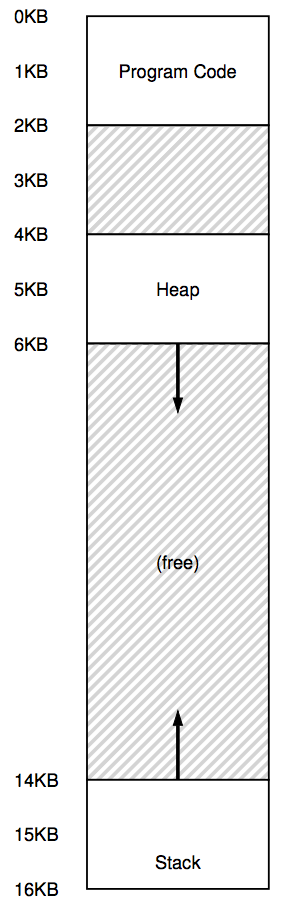 0KB
1KB Program Code
2KB
3KB
4KB
5KB Heap
6KB
(free)
14KB
15KB
Stack
16KB